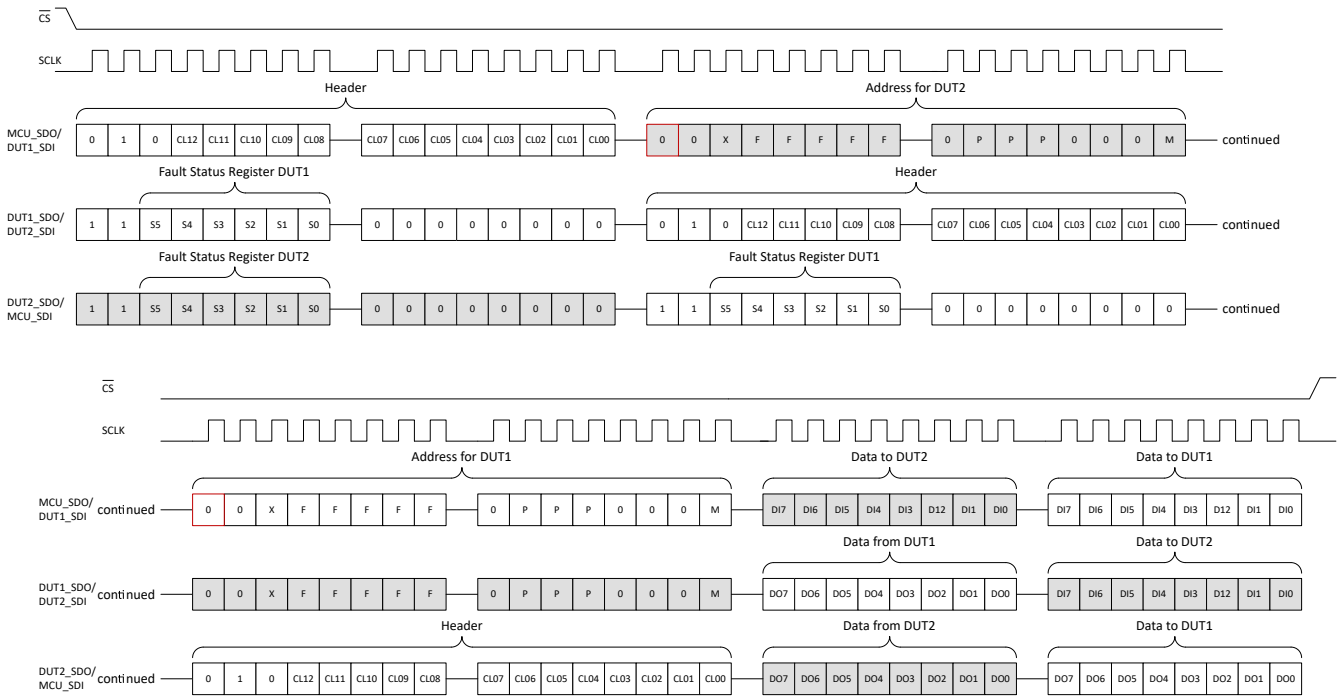 CS
SCLK
Header Address for DUT2
MCU_SDO/
DUT1_SDI
0 1 0 CL12 CL11 CL10 CL09 CL08 CL07 CL06 CL05 CL04 CL03 CL02 CL01 CL00 0 0 X F F F F F 0 P P P 0 0 0 M continued
Fault Status Register DUT1 Header
DUT1_SDO/
DUT2_SDI
1 1 S5 S4 S3 S2 S1 S0 0 0 0 0 0 0 0 0 0 1 0 CL12 CL11 CL10 CL09 CL08 CL07 CL06 CL05 CL04 CL03 CL02 CL01 CL00 continued
Fault Status Register DUT2 Fault Status Register DUT1
DUT2_SDO/
MCU_SDI
1 1 S5 S4 S3 S2 S1 S0 0 0 0 0 0 0 0 0 1 1 S5 S4 S3 S2 S1 S0 0 0 0 0 0 0 0 0 continued
CS
SCLK
Address for DUT1 Data to DUT2 Data to DUT1
MCU_SDO/
DUT1_SDI
continued 0 0 X F F F F F 0 P P P 0 0 0 M DI7 DI6 DI5 DI4 DI3 D12 DI1 DI0 DI7 DI6 DI5 DI4 DI3 D12 DI1 DI0
Data from DUT1 Data to DUT2
DUT1_SDO/
DUT2_SDI
continued 0 0 X F F F F F 0 P P P 0 0 0 M DO7 DO6 DO5 DO4 DO3 DO2 DO1 DO0 DI7 DI6 DI5 DI4 DI3 D12 DI1 DI0
Header Data from DUT2 Data to DUT1
DUT2_SDO/
MCU_SDI
continued 0 1 0 CL12 CL11 CL10 CL09 CL08 CL07 CL06 CL05 CL04 CL03 CL02 CL01 CL00 DO7 DO6 DO5 DO4 DO3 DO2 DO1 DO0 DO7 DO6 DO5 DO4 DO3 DO2 DO1 DO0